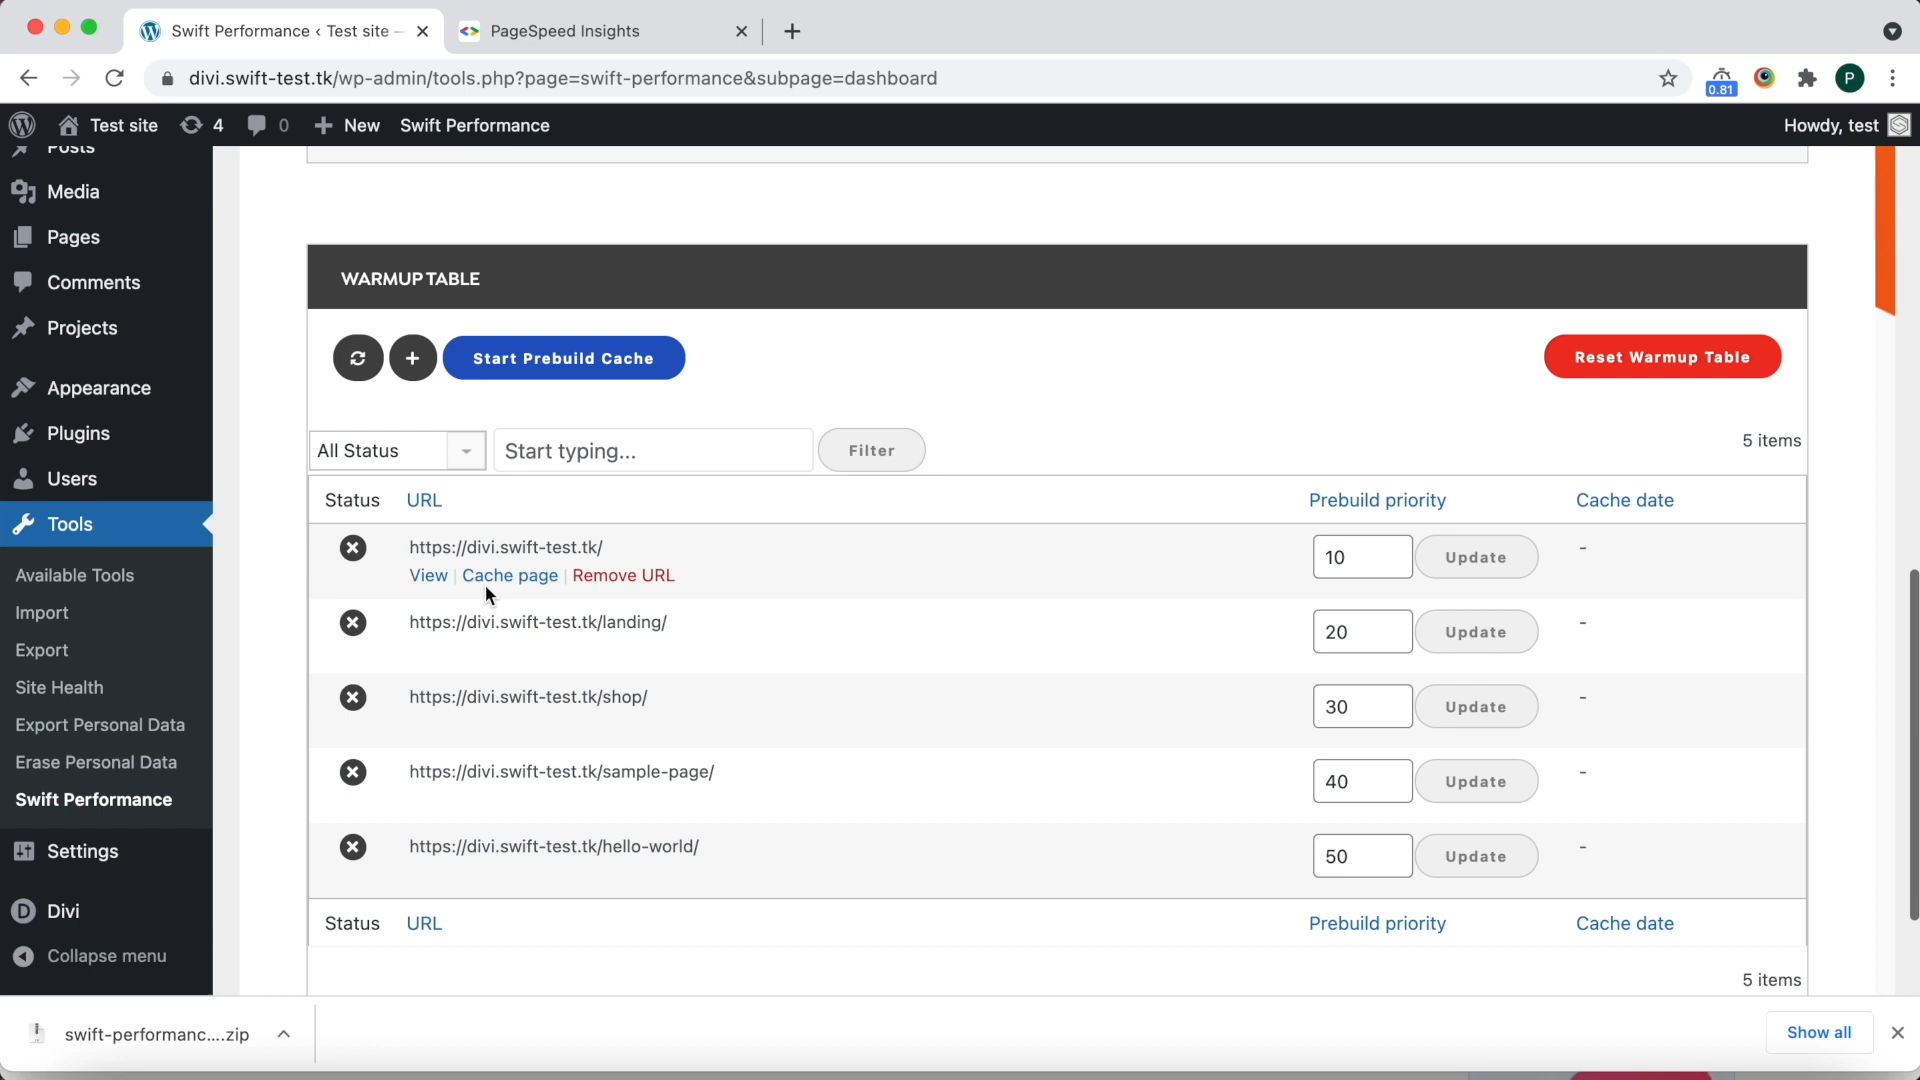 Swift Performance ‹ Test site –
PageSpeed Insights
divi.swift-test.tk/wp-admin/tools.php?page=swift-performance&subpage=dashboard
0.81
P
Test site
4
0
New
Swift Performance
Howdy, test
Posts
Media
Pages
Comments
Projects
Appearance
Plugins
Users
Tools
Available Tools
Import
Export
Site Health
Export Personal Data
Erase Personal Data
Swift Performance
Settings
Divi
Collapse menu
WARMUP TABLE
Start Prebuild Cache
Reset Warmup Table
All Status
Start typing...
Filter
5 items
Status URL Prebuild priority Cache date
https://divi.swift-test.tk/ 10 Update -
View | Cache page | Remove URL
https://divi.swift-test.tk/landing/ 20 Update -
https://divi.swift-test.tk/shop/ 30 Update -
https://divi.swift-test.tk/sample-page/ 40 Update -
https://divi.swift-test.tk/hello-world/ 50 Update -
Status URL Prebuild priority Cache date
5 items
swift-performanc....zip
Show all